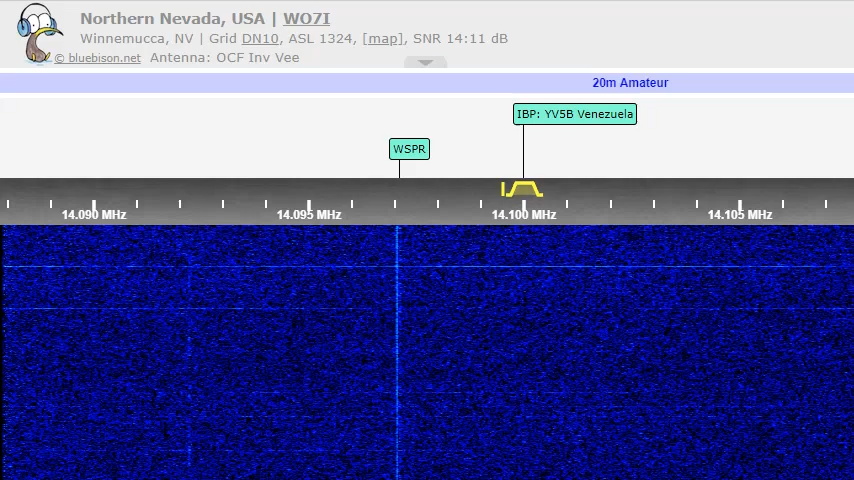 Northern Nevada, USA | WO7I
Winnemucca, NV | Grid DN10, ASL 1324, [map], SNR 14:11 dB
© bluebison.net Antenna: OCF Inv Vee
20m Amateur
IBP: YV5B Venezuela
WSPR
14.090 MHz 14.095 MHz 14.100 MHz 14.105 MHz